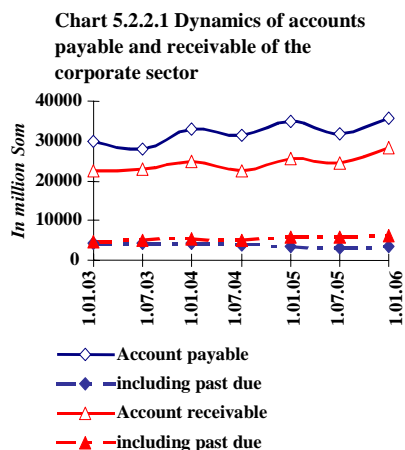 Chart 5.2.2.1 Dynamics of accounts
payable and receivable of the
corporate sector
In million Som
40000
30000
20000
10000
0
1.01.03
1.07.03
1.01.04
1.07.04
1.01.05
1.07.05
1.01.06
Account payable
including past due
Account receivable
including past due